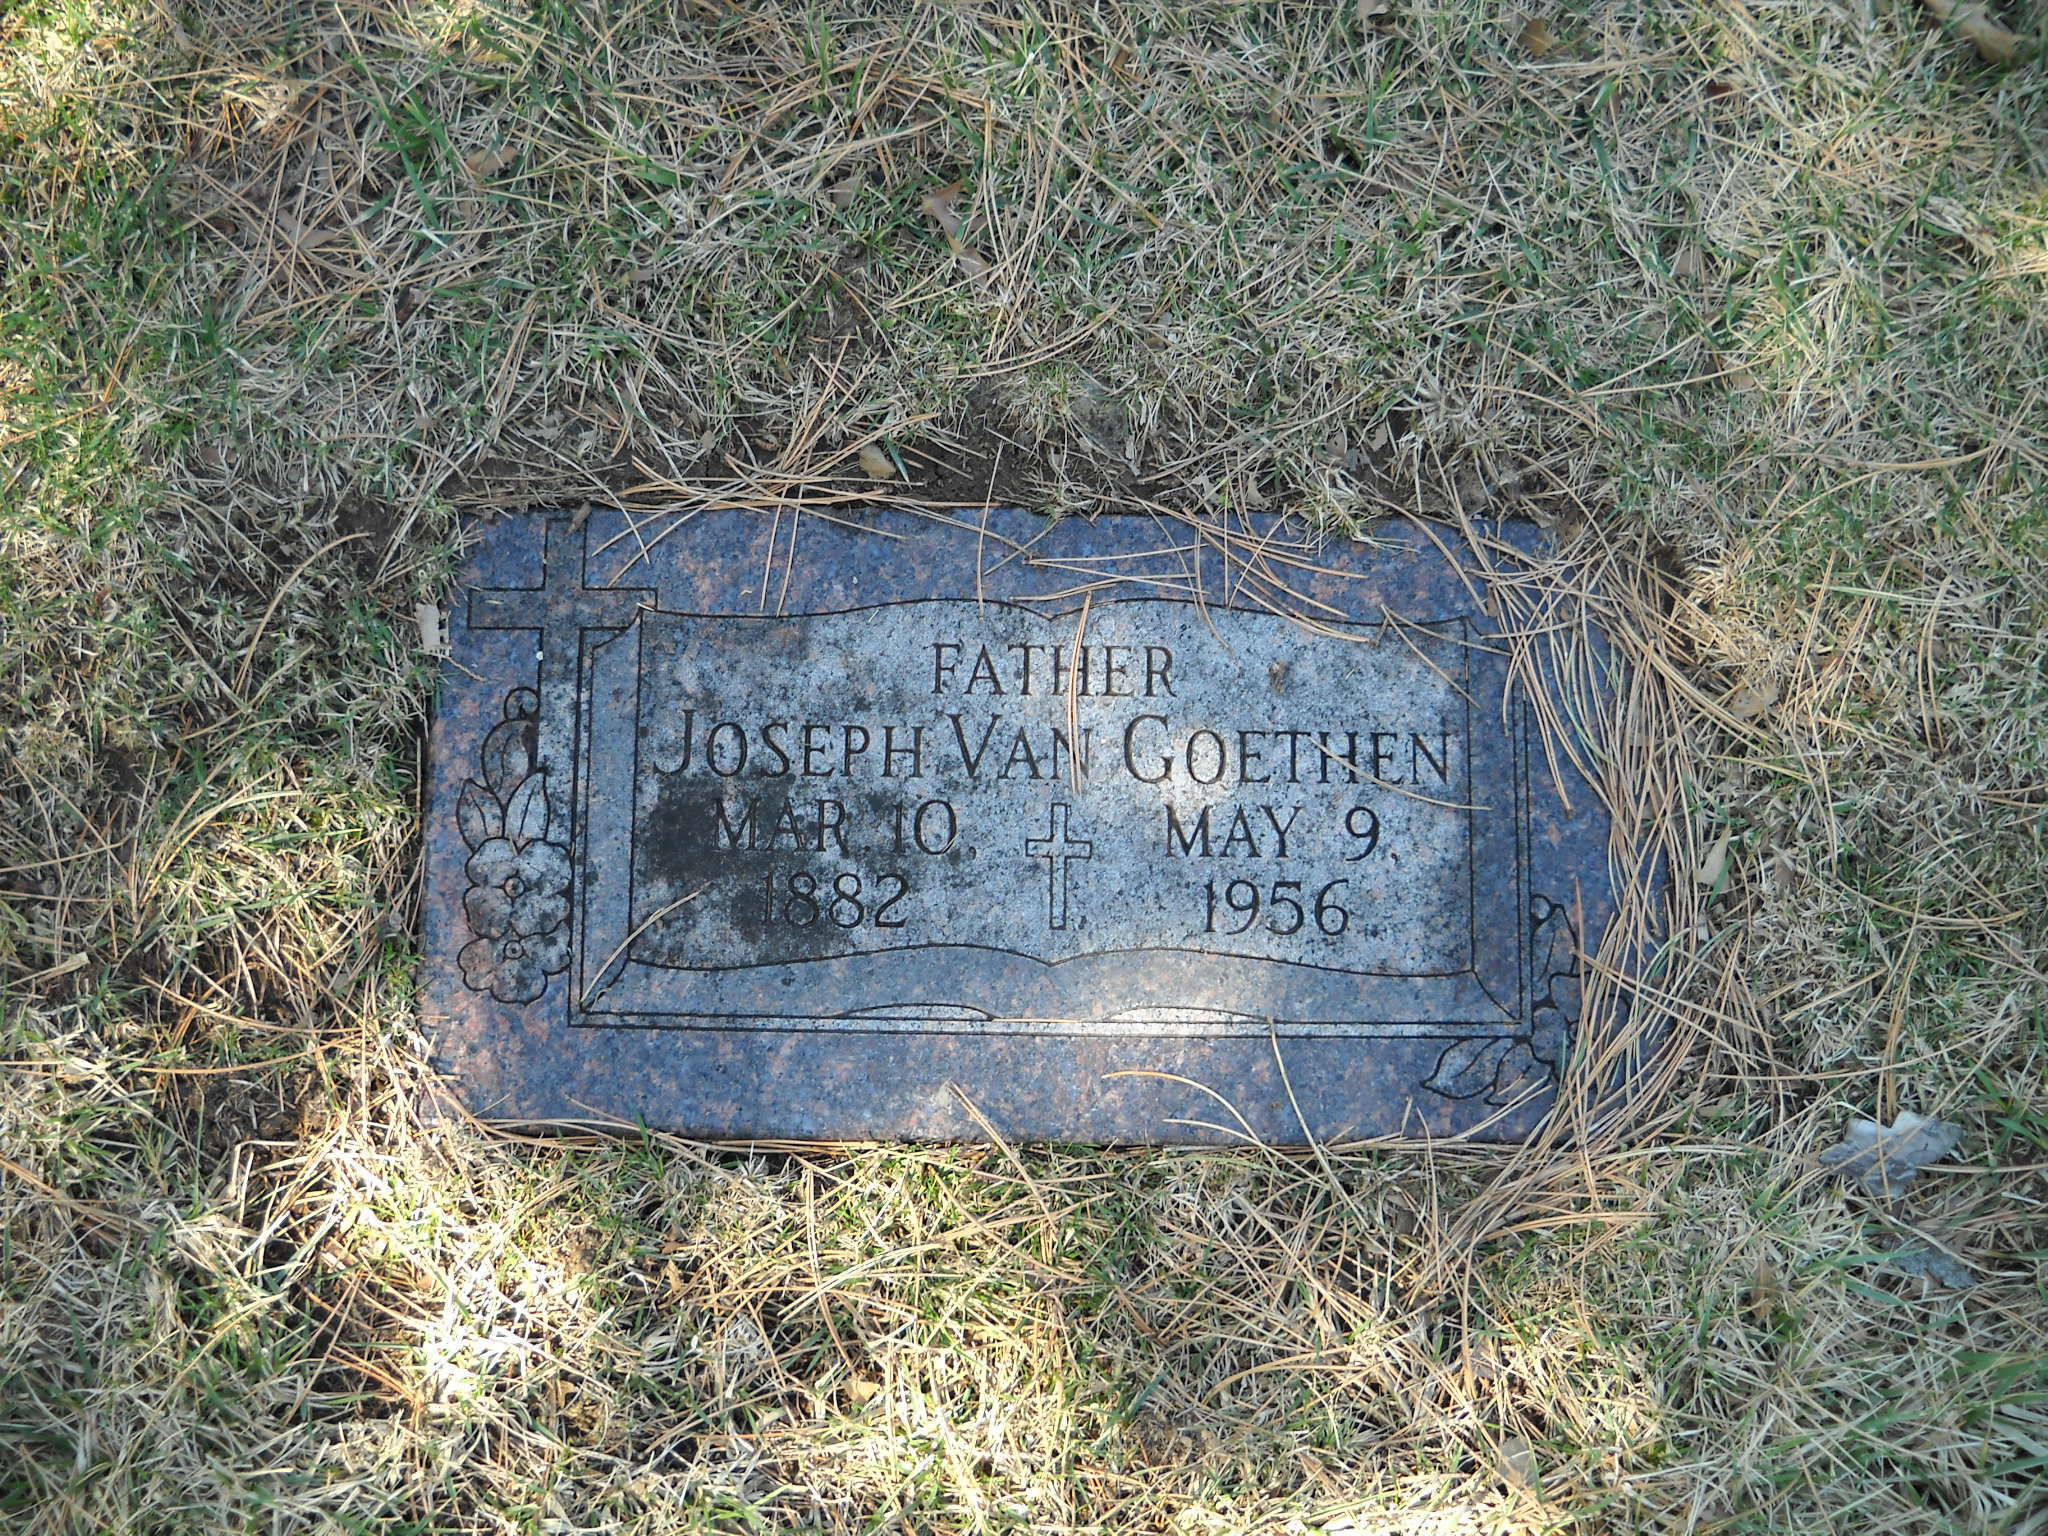 FATHER
JOSEPH VAN GOETHEN
MAR. 10, MAY 9
1882 1956